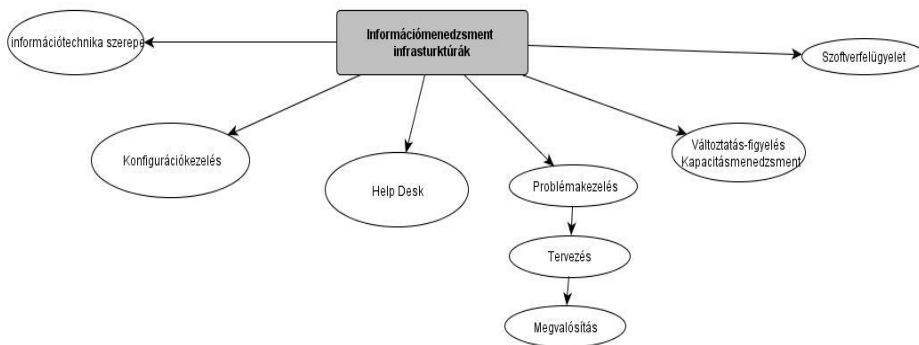 Információmenedzsment
infrasturktúrák
információtechnika szerepe
Szoftverfelügyelet
Konfigurációkezelés
Help Desk
Problémakezelés
Változtatás-figyelés
Kapacitásmenedzsment
Tervezés
Megvalósítás